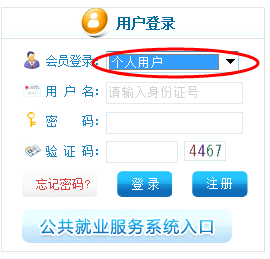 用户登录
会员登录: 个人用户
用 户 名: 请输入身份证号
密 码:
验 证 码: 4467
忘记密码? 登 录 注册
公共就业服务系统入口